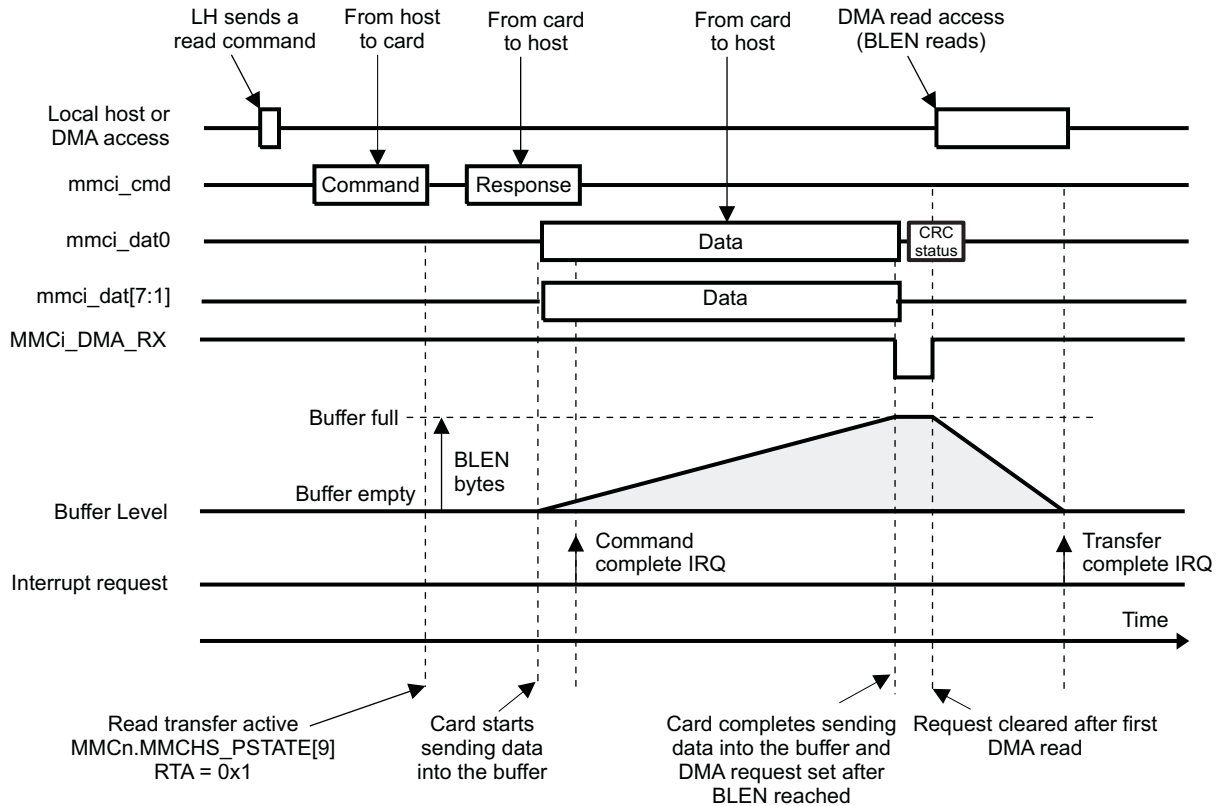 LH sends a
read command
From host
to card
From card
to host
From card
to host
DMA read access
(BLEN reads)
Local host or
DMA access
mmci_cmd
Command
Response
mmci_dat0
Data
CRC
status
mmci_dat[7:1]
Data
MMCi_DMA_RX
Buffer full
BLEN
bytes
Buffer empty
Buffer Level
Command
complete IRQ
Transfer
complete IRQ
Interrupt request
Time
Read transfer active
MMCn.MMCHS_PSTATE[9]
RTA = 0x1
Card starts
sending data
into the buffer
Card completes sending
data into the buffer and
DMA request set after
BLEN reached
Request cleared after first
DMA read